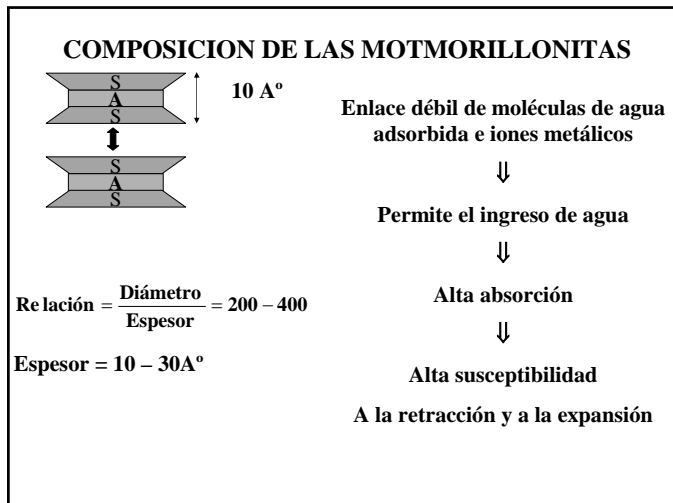 COMPOSICION DE LAS MOTMORILLONITAS
S
A
S
10 Aº
S
A
S
Relación = Diámetro / Espesor = 200 – 400
Espesor = 10 – 30Aº
Enlace débil de moléculas de agua
adsorbida e iones metálicos
⇓
Permite el ingreso de agua
⇓
Alta absorción
⇓
Alta susceptibilidad
A la retracción y a la expansión